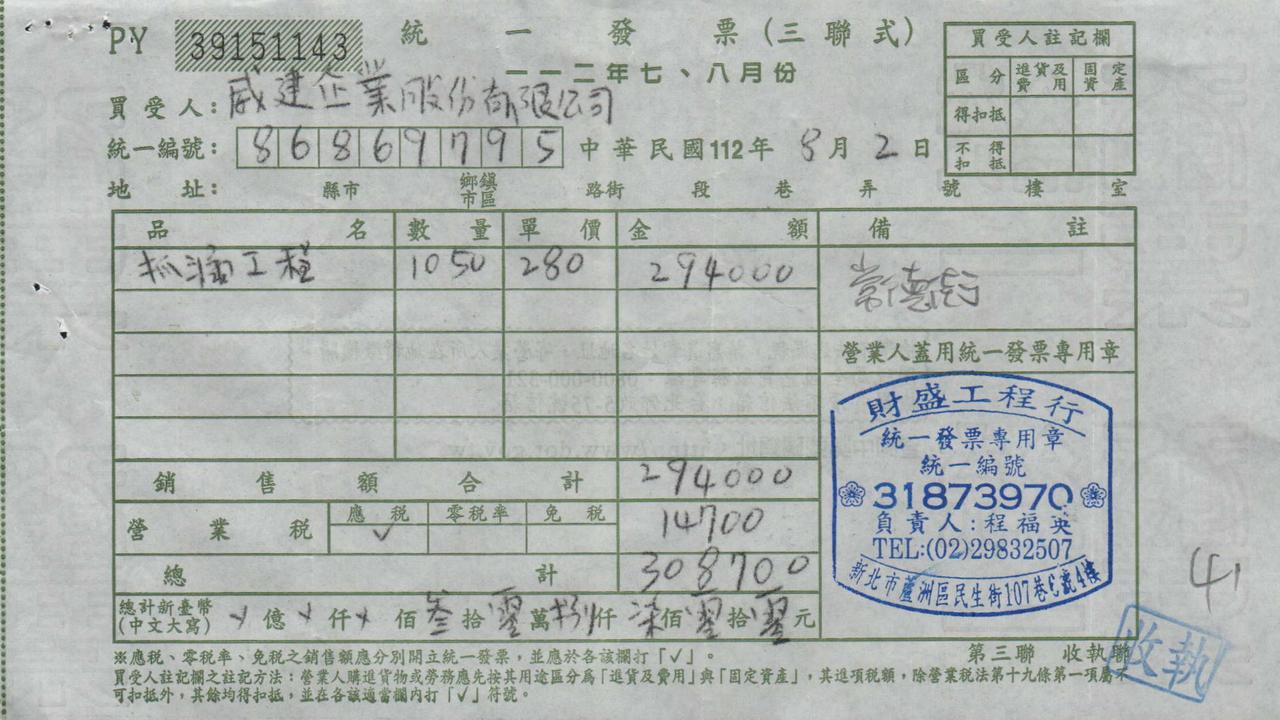 PY 39151143 統一發票(三聯式)
一一二年七、八月份
買受人: 威建企業股份有限公司
統一編號: 86869795 中華民國112年 8月 2日
地址: 縣市 鄉鎮市區 路街 段 巷 弄 號 樓 室
買受人註記欄
區分 進貨及費用 固定資產
得扣抵
不得扣抵
品名 數量 單價 金額 備註
抓漏工程 1050 280 294000 常德街
營業人蓋用統一發票專用章
財盛工程行
統一發票專用章
統一編號
31873970
負責人:程福英
TEL:(02)29832507
新北市蘆洲區民生街107巷6號4樓
銷售額合計 294000
營業稅 應稅 零稅率 免稅 14700
✓
總計 308700
總計新臺幣(中文大寫) 億 仟 佰 叁拾零萬捌仟柒佰零拾零元
41
※應稅、零稅率、免稅之銷售額應分別開立統一發票,並應於各該欄打「✓」。
第三聯 收執聯
收執
買受人註記欄之註記方法:營業人購進貨物或勞務應先按其用途區分為「進貨及費用」與「固定資產」,其進項稅額,除營業稅法第十九條第一項屬不
可扣抵外,其餘均得扣抵,並在各該適當欄內打「✓」符號。